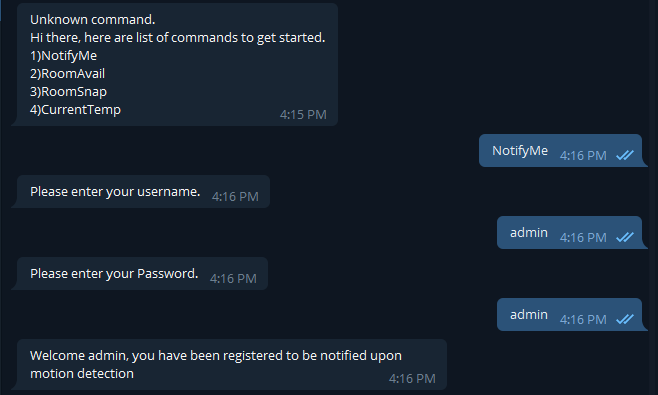 Unknown command.
Hi there, here are list of commands to get started.
1)NotifyMe
2)RoomAvail
3)RoomSnap
4)CurrentTemp
4:15 PM
NotifyMe 4:16 PM
Please enter your username. 4:16 PM
admin 4:16 PM
Please enter your Password. 4:16 PM
admin 4:16 PM
Welcome admin, you have been registered to be notified upon
motion detection
4:16 PM